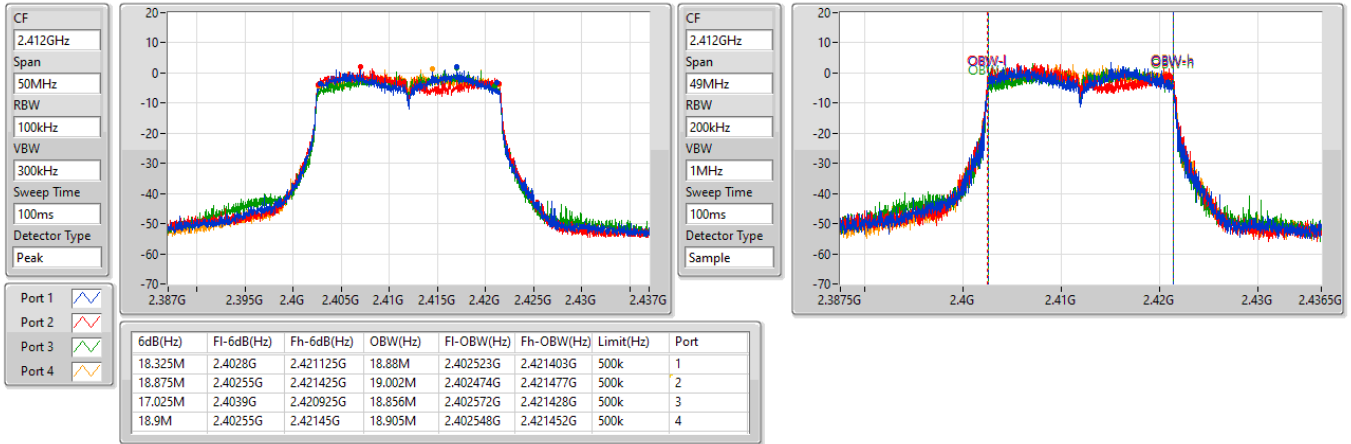 CF
2.412GHz
Span
50MHz
RBW
100kHz
VBW
300kHz
Sweep Time
100ms
Detector Type
Peak
Port 1
Port 2
Port 3
Port 4
20-
10-
0-
-10-
-20-
-30-
-40-
-50-
-60-
-70-
2.387G 2.395G 2.4G 2.405G 2.41G 2.415G 2.42G 2.425G 2.43G 2.437G
CF
2.412GHz
Span
49MHz
RBW
200kHz
VBW
1MHz
Sweep Time
100ms
Detector Type
Sample
20-
10-
0-
-10-
-20-
-30-
-40-
-50-
-60-
-70-
OBW-l OBW-h
2.3875G 2.4G 2.41G 2.42G 2.43G 2.4365G
6dB(Hz) Fl-6dB(Hz) Fh-6dB(Hz) OBW(Hz) Fl-OBW(Hz) Fh-OBW(Hz) Limit(Hz) Port
18.325M 2.4028G 2.421125G 18.88M 2.402523G 2.421403G 500k 1
18.875M 2.40255G 2.421425G 19.002M 2.402474G 2.421477G 500k 2
17.025M 2.4039G 2.420925G 18.856M 2.402572G 2.421428G 500k 3
18.9M 2.40255G 2.42145G 18.905M 2.402548G 2.421452G 500k 4